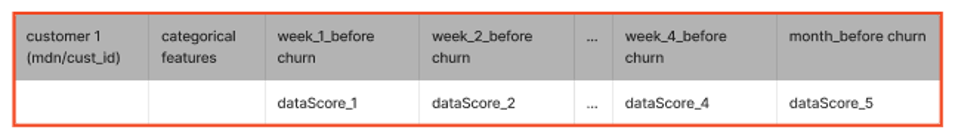 customer 1 categorical week_1_before week_2_before ... week_4_before month_before churn
(mdn/cust_id) features churn churn churn
dataScore_1 dataScore_2 ... dataScore_4 dataScore_5